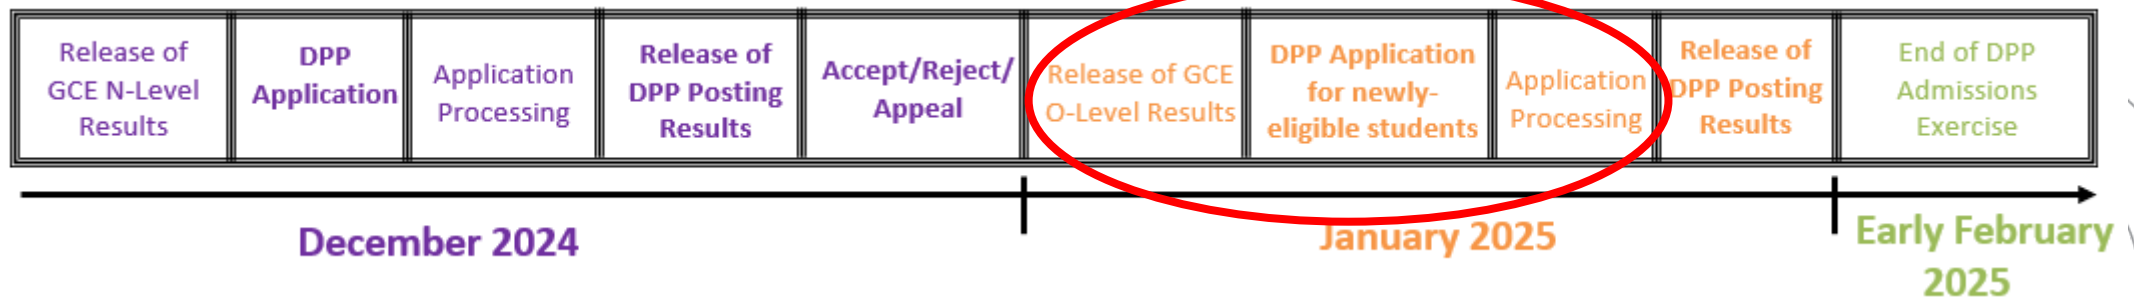 Release of
GCE N-Level
Results
DPP
Application
Application
Processing
Release of
DPP Posting
Results
Accept/Reject/
Appeal
Release of GCE
O-Level Results
DPP Application
for newly-
eligible students
Application
Processing
Release of
DPP Posting
Results
End of DPP
Admissions
Exercise
December 2024
January 2025
Early February
2025